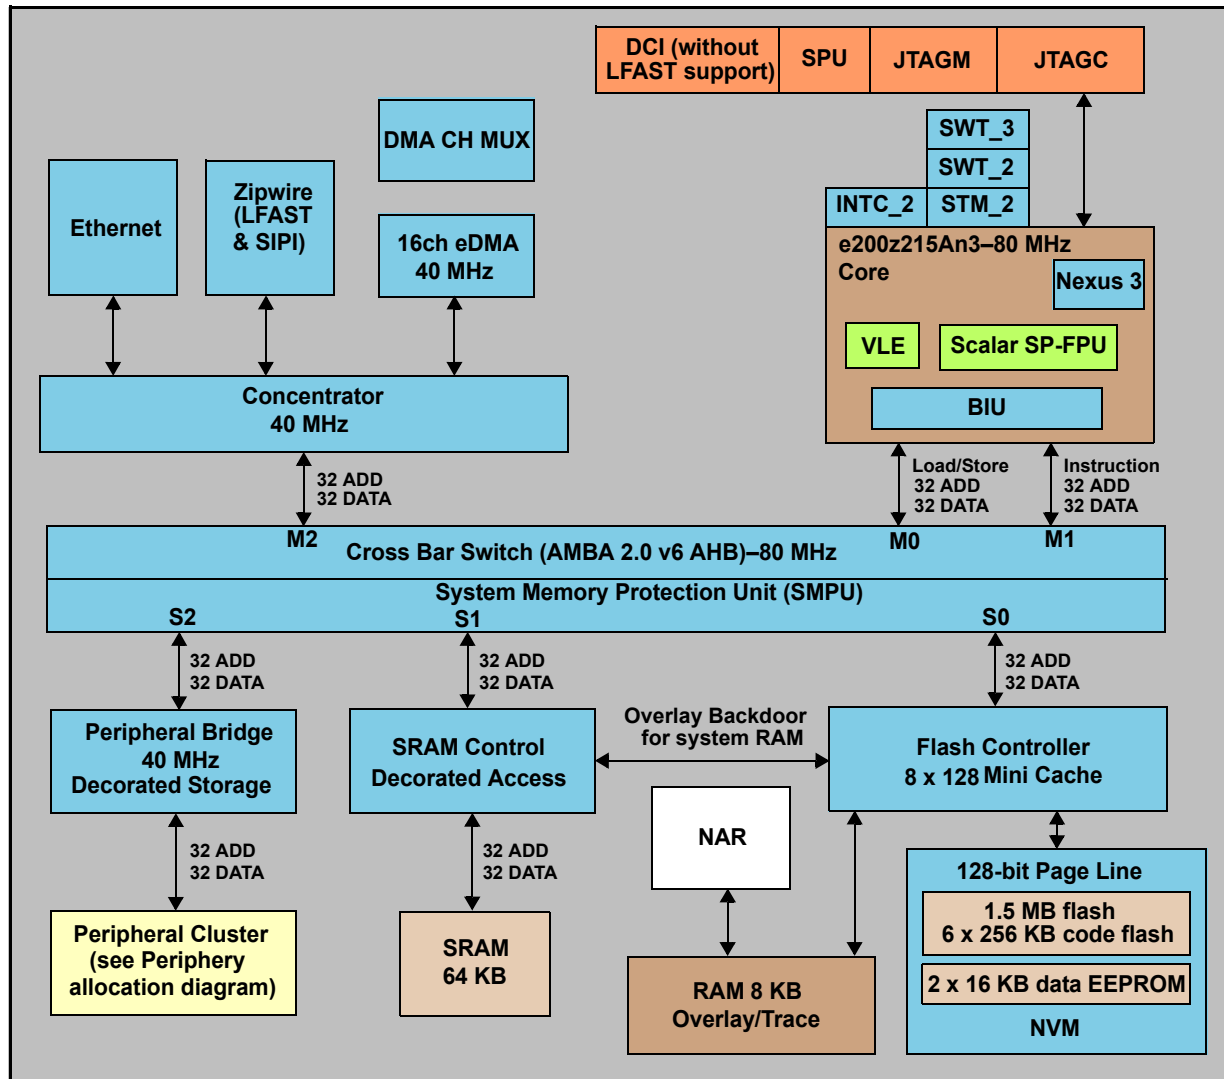 DCI (without
LFAST support)
SPU
JTAGM
JTAGC
DMA CH MUX
SWT_3
SWT_2
INTC_2
STM_2
Ethernet
Zipwire
(LFAST
& SIPI)
16ch eDMA
40 MHz
e200z215An3–80 MHz
Core
Nexus 3
VLE
Scalar SP-FPU
BIU
Concentrator
40 MHz
32 ADD
32 DATA
Load/Store
32 ADD
32 DATA
Instruction
32 ADD
32 DATA
M2
M0
M1
Cross Bar Switch (AMBA 2.0 v6 AHB)–80 MHz
System Memory Protection Unit (SMPU)
S2
S1
S0
32 ADD
32 DATA
32 ADD
32 DATA
32 ADD
32 DATA
Peripheral Bridge
40 MHz
Decorated Storage
SRAM Control
Decorated Access
Overlay Backdoor
for system RAM
Flash Controller
8 x 128 Mini Cache
32 ADD
32 DATA
32 ADD
32 DATA
NAR
128-bit Page Line
1.5 MB flash
6 x 256 KB code flash
2 x 16 KB data EEPROM
NVM
Peripheral Cluster
(see Periphery
allocation diagram)
SRAM
64 KB
RAM 8 KB
Overlay/Trace